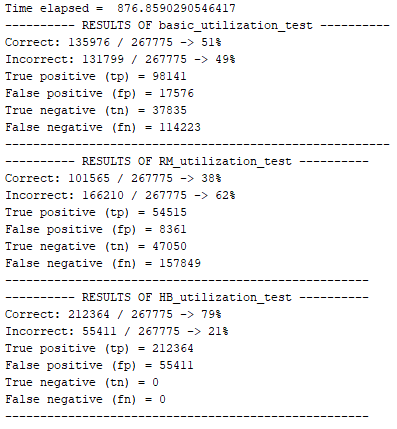 Time elapsed =  876.8590290546417
---------- RESULTS OF basic_utilization_test ----------
Correct: 135976 / 267775 -> 51%
Incorrect: 131799 / 267775 -> 49%
True positive (tp) = 98141
False positive (fp) = 17576
True negative (tn) = 37835
False negative (fn) = 114223
-------------------------------------------------------
---------- RESULTS OF RM_utilization_test ----------
Correct: 101565 / 267775 -> 38%
Incorrect: 166210 / 267775 -> 62%
True positive (tp) = 54515
False positive (fp) = 8361
True negative (tn) = 47050
False negative (fn) = 157849
----------------------------------------------------
---------- RESULTS OF HB_utilization_test ----------
Correct: 212364 / 267775 -> 79%
Incorrect: 55411 / 267775 -> 21%
True positive (tp) = 212364
False positive (fp) = 55411
True negative (tn) = 0
False negative (fn) = 0
----------------------------------------------------